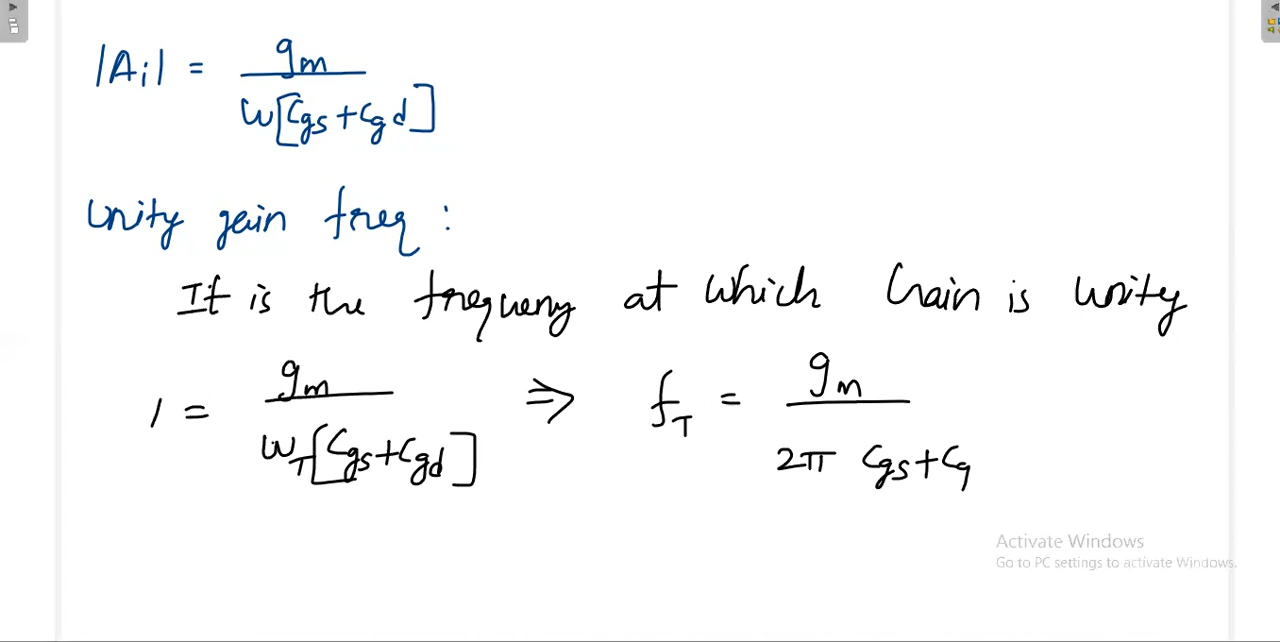 |Ai| = gm / ω[Cgs+Cgd]
Unity gain freq :
It is the frequency at which Gain is unity
1 = gm / ωT[Cgs+Cgd] ⇒ fT = gm / 2π Cgs+Cg
Activate Windows
Go to PC settings to activate Windows.